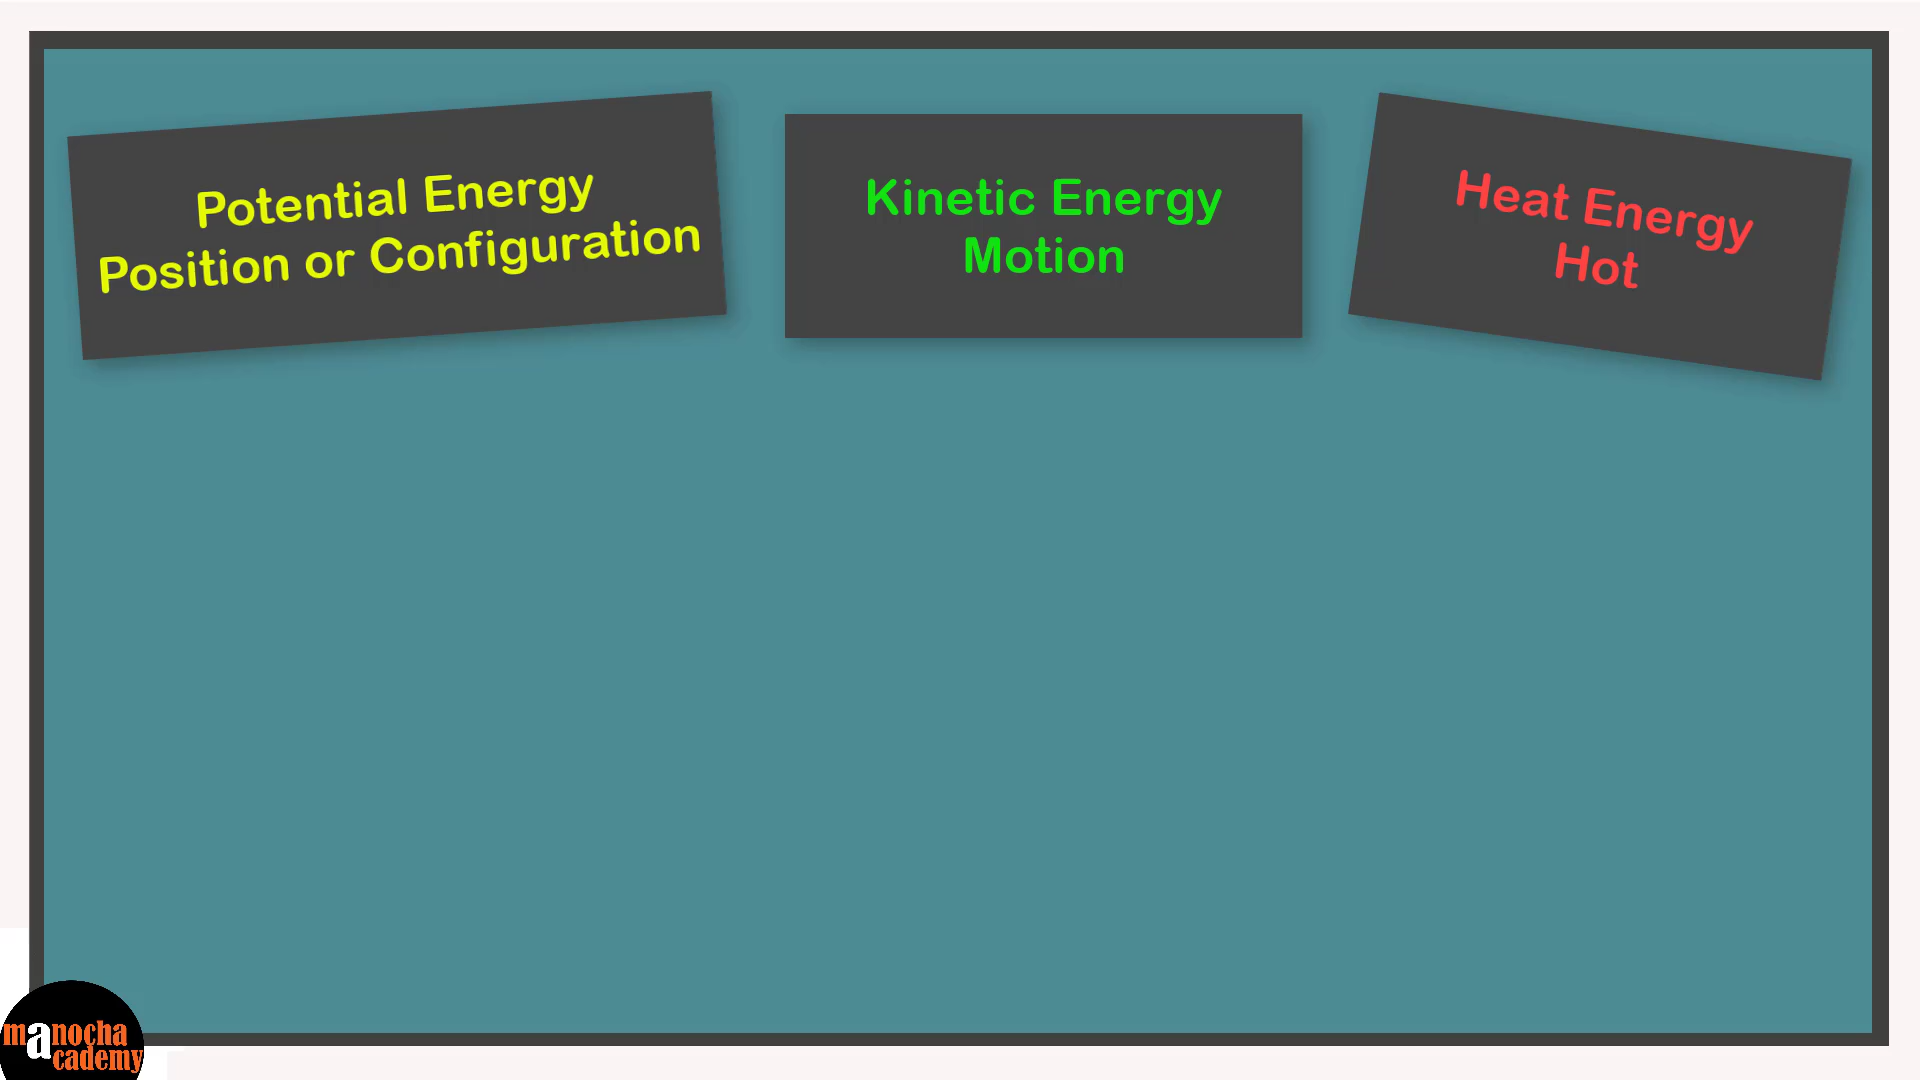 Potential Energy
Position or Configuration
Kinetic Energy
Motion
Heat Energy
Hot
manocha
academy